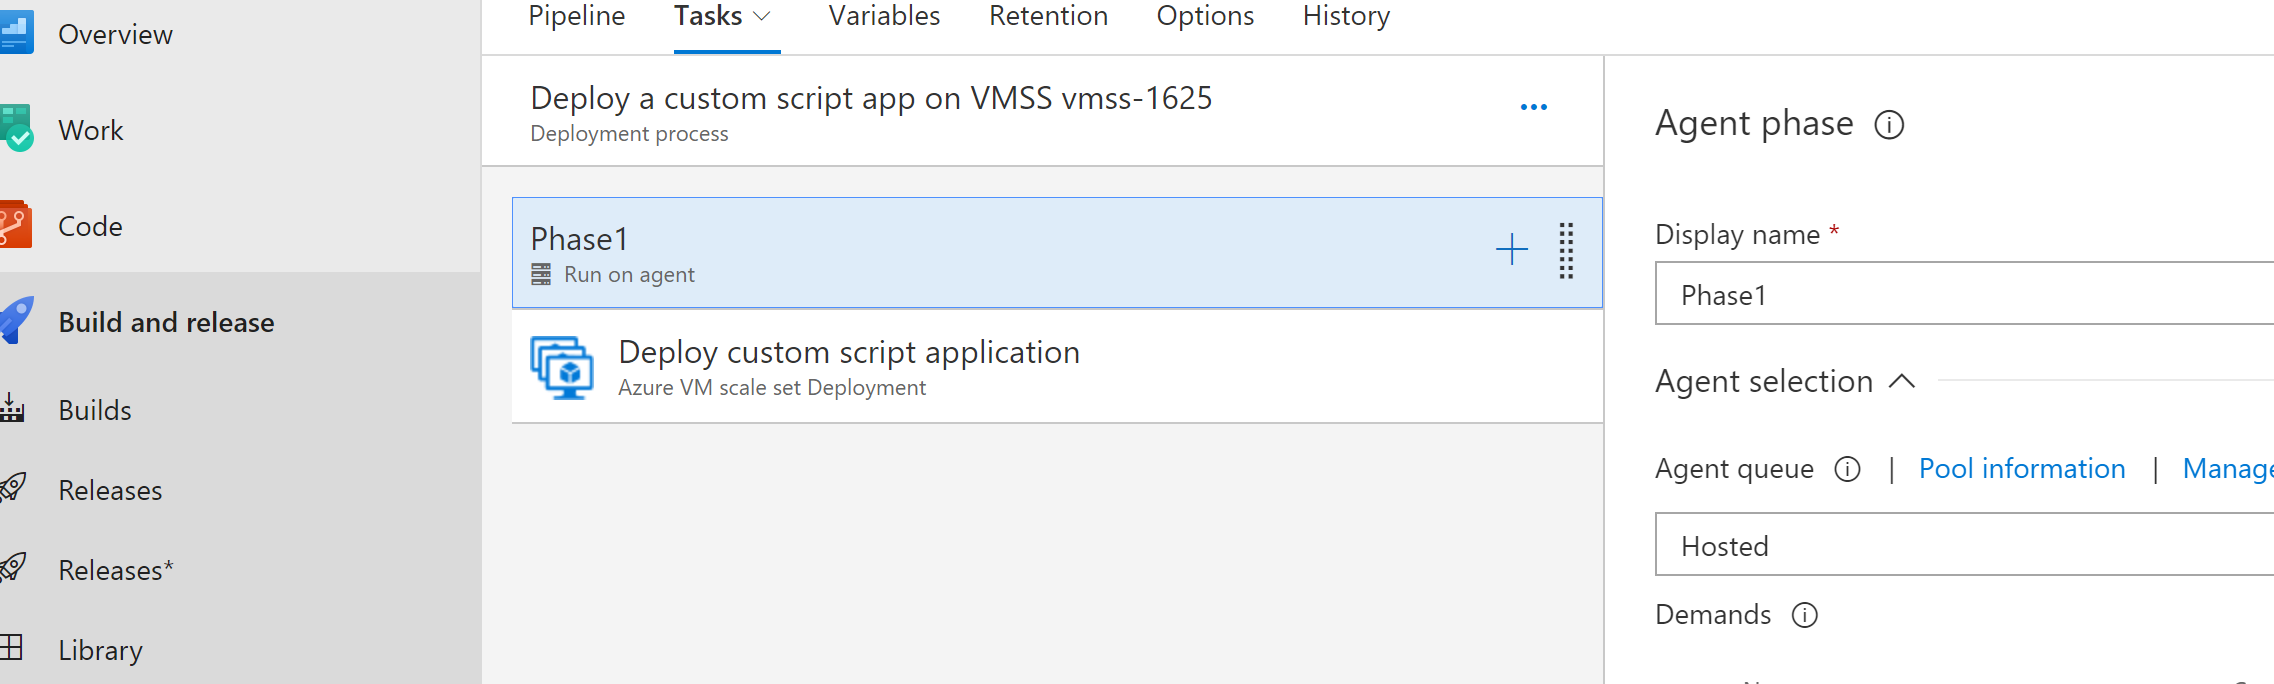 Overview
Work
Code
Build and release
Builds
Releases
Releases*
Library
Pipeline Tasks Variables Retention Options History
Deploy a custom script app on VMSS vmss-1625
Deployment process
Phase1
Run on agent
Deploy custom script application
Azure VM scale set Deployment
Agent phase
Display name *
Phase1
Agent selection
Agent queue | Pool information | Manage
Hosted
Demands